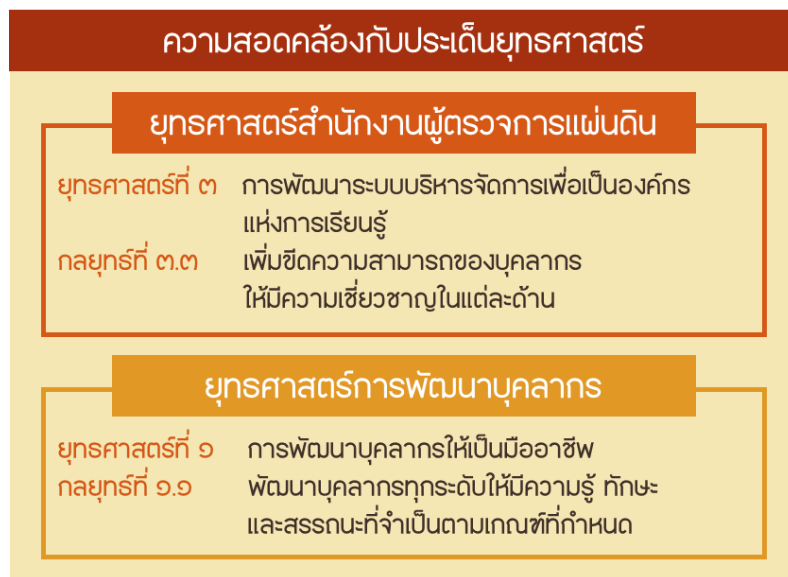 ความสอดคล้องกับประเด็นยุทธศาสตร์
ยุทธศาสตร์สำนักงานผู้ตรวจการแผ่นดิน
ยุทธศาสตร์ที่ ๓ การพัฒนาระบบบริหารจัดการเพื่อเป็นองค์กร
แห่งการเรียนรู้
กลยุทธ์ที่ ๓.๓ เพิ่มขีดความสามารถของบุคลากร
ให้มีความเชี่ยวชาญในแต่ละด้าน
ยุทธศาสตร์การพัฒนาบุคลากร
ยุทธศาสตร์ที่ ๑ การพัฒนาบุคลากรให้เป็นมืออาชีพ
กลยุทธ์ที่ ๑.๑ พัฒนาบุคลากรทุกระดับให้มีความรู้ ทักษะ
และสรรถนะที่จำเป็นตามเกณฑ์ที่กำหนด